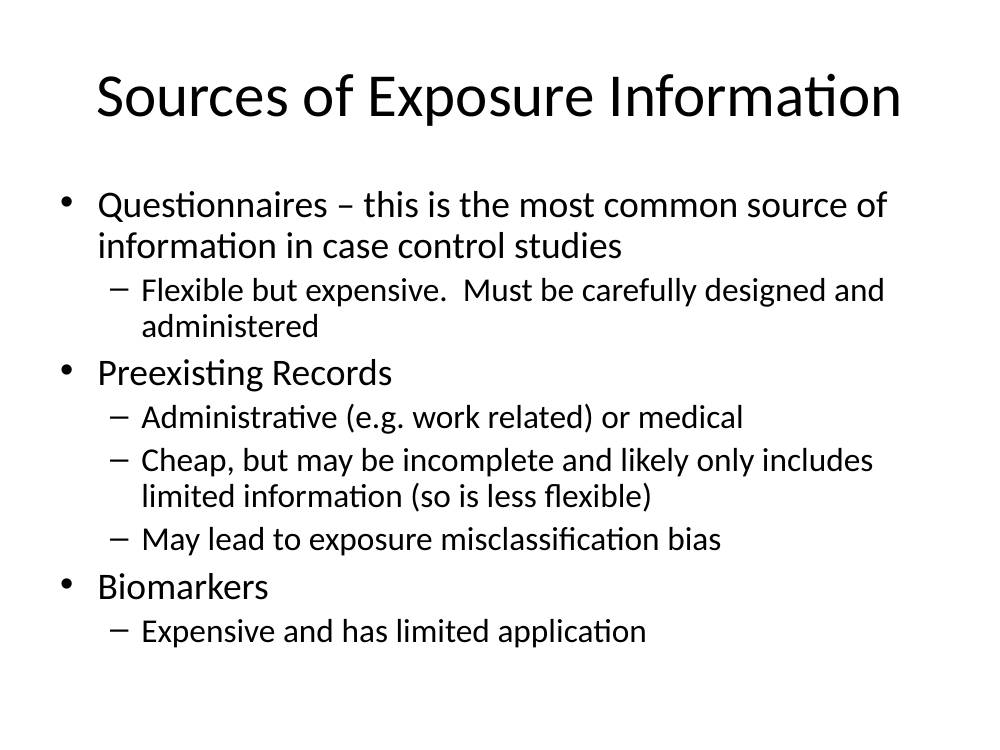 Sources of Exposure Information
• Questionnaires – this is the most common source of
information in case control studies
– Flexible but expensive.  Must be carefully designed and
administered
• Preexisting Records
– Administrative (e.g. work related) or medical
– Cheap, but may be incomplete and likely only includes
limited information (so is less flexible)
– May lead to exposure misclassification bias
• Biomarkers
– Expensive and has limited application